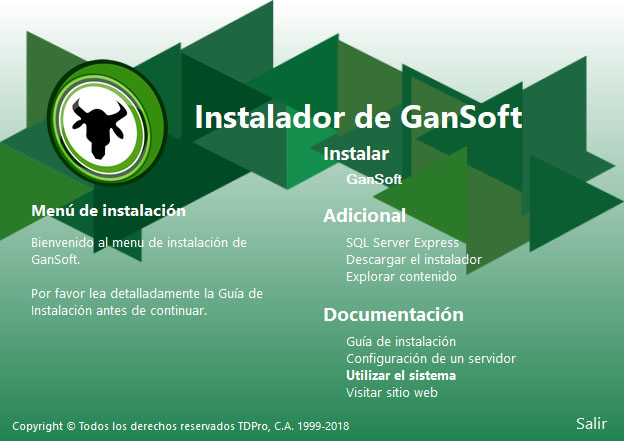 Instalador de GanSoft
Menú de instalación
Bienvenido al menu de instalación de
GanSoft.
Por favor lea detalladamente la Guía de
Instalación antes de continuar.
Instalar
GanSoft
Adicional
SQL Server Express
Descargar el instalador
Explorar contenido
Documentación
Guía de instalación
Configuración de un servidor
Utilizar el sistema
Visitar sitio web
Copyright © Todos los derechos reservados TDPro, C.A. 1999-2018
Salir